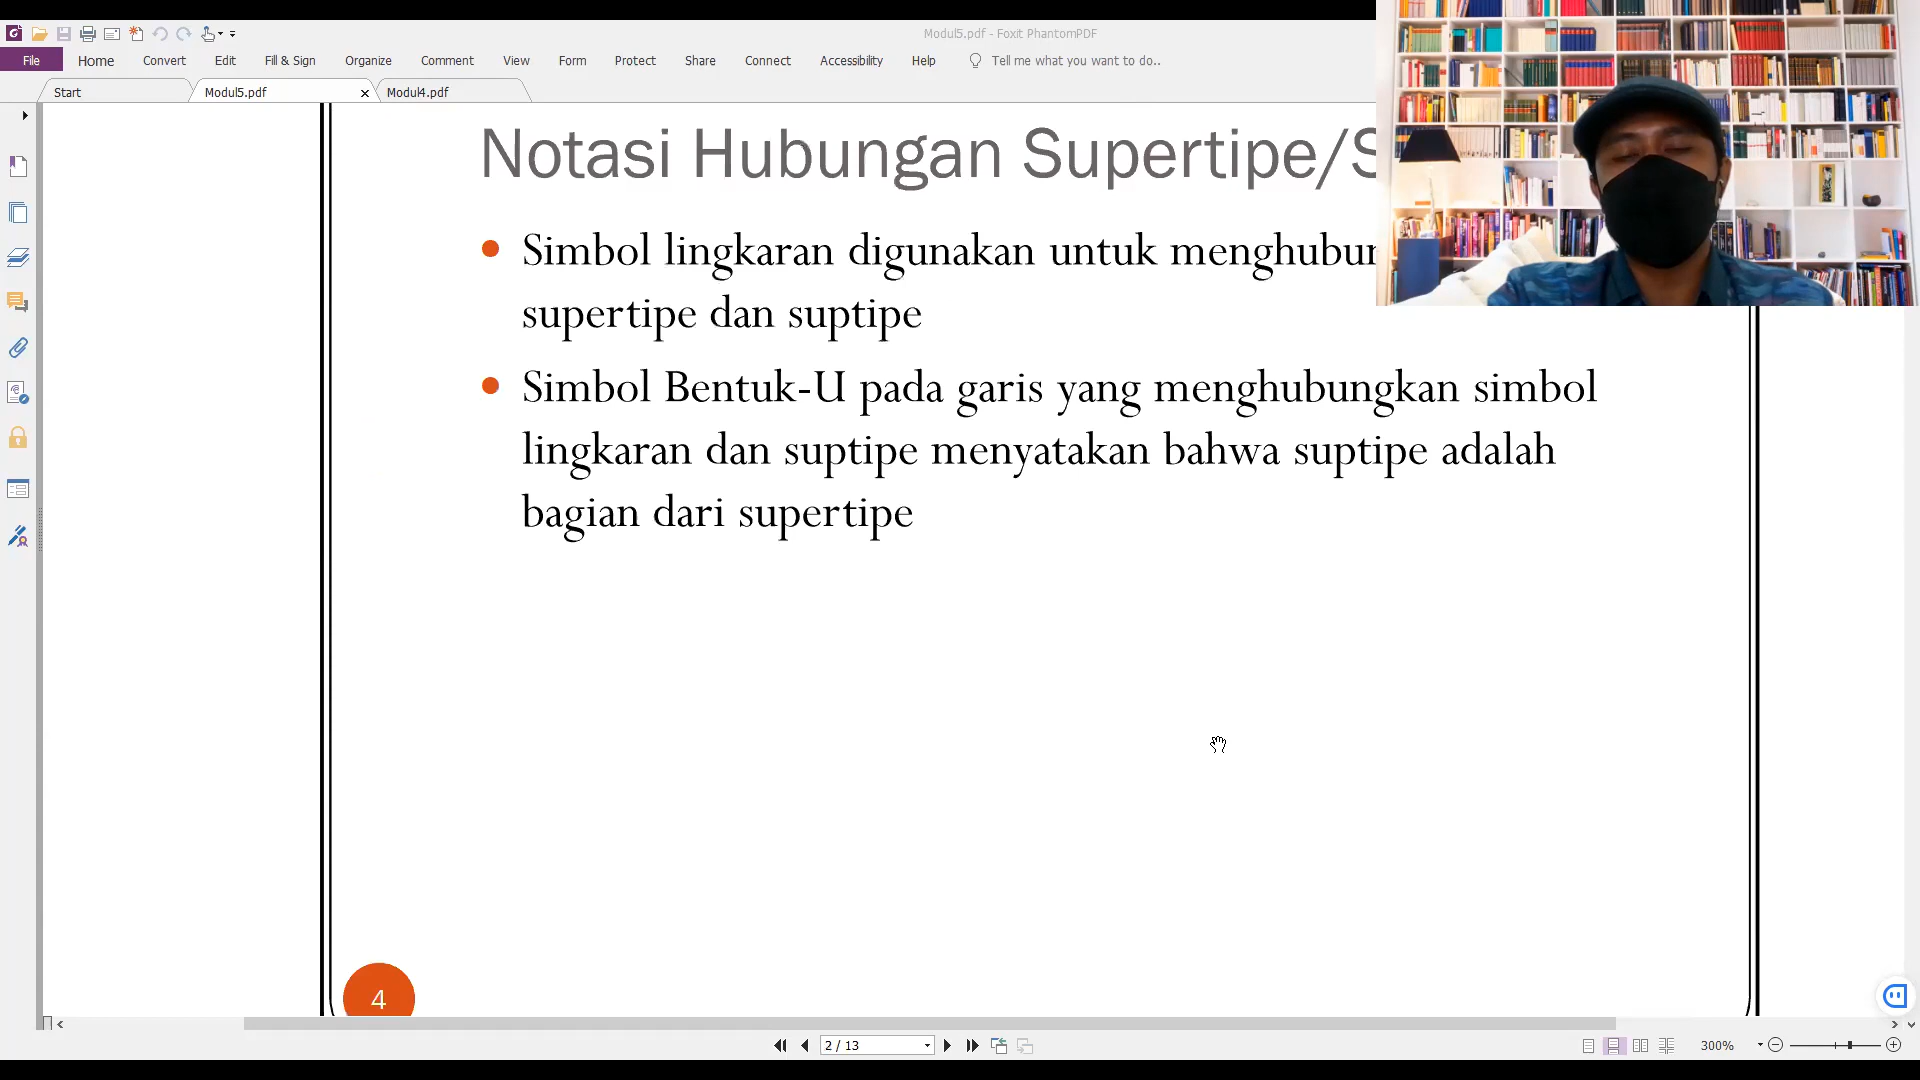 Modul5.pdf - Foxit PhantomPDF
File Home Convert Edit Fill & Sign Organize Comment View Form Protect Share Connect Accessibility Help Tell me what you want to do..
Start Modul5.pdf Modul4.pdf
Notasi Hubungan Supertipe/S
Simbol lingkaran digunakan untuk menghubun
supertipe dan suptipe
Simbol Bentuk-U pada garis yang menghubungkan simbol
lingkaran dan suptipe menyatakan bahwa suptipe adalah
bagian dari supertipe
4
2 / 13
300%